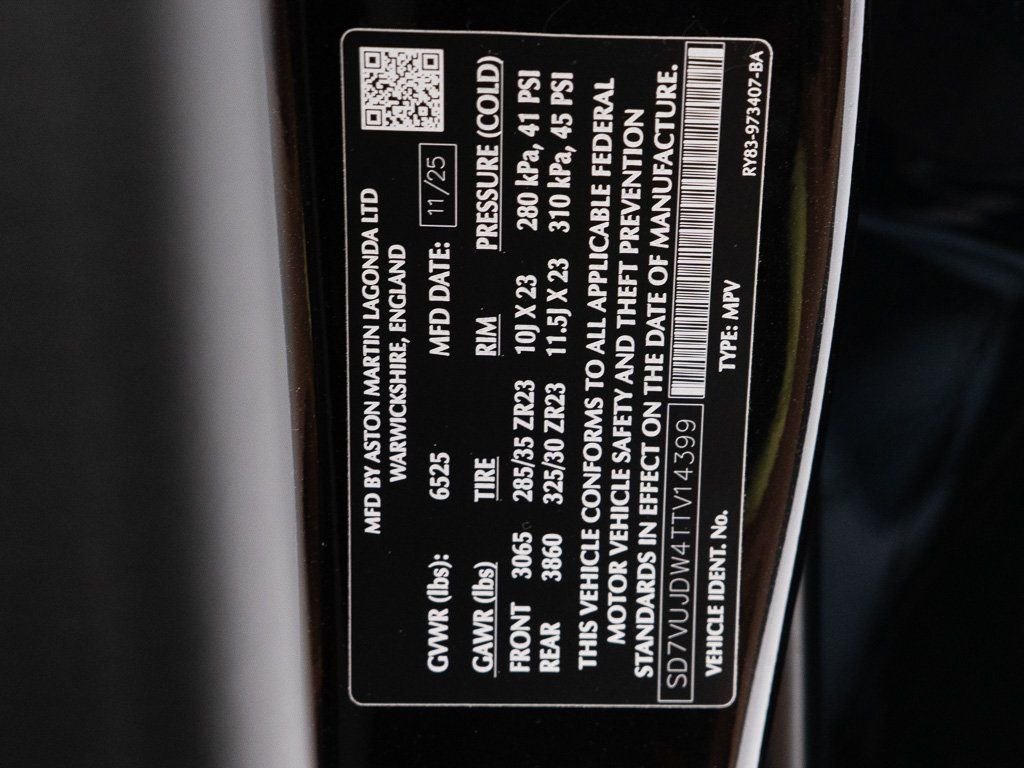 MFD BY ASTON MARTIN LAGONDA LTD
WARWICKSHIRE, ENGLAND
GVWR (lbs): 6525 MFD DATE: 11/25
GAWR (lbs) TIRE RIM PRESSURE (COLD)
FRONT 3065 285/35 ZR23 10J X 23 280 kPa, 41 PSI
REAR 3860 325/30 ZR23 11.5J X 23 310 kPa, 45 PSI
THIS VEHICLE CONFORMS TO ALL APPLICABLE FEDERAL
MOTOR VEHICLE SAFETY AND THEFT PREVENTION
STANDARDS IN EFFECT ON THE DATE OF MANUFACTURE.
SD7VUJDW4TTV14399
VEHICLE IDENT. No. TYPE: MPV
RY83-973407-BA